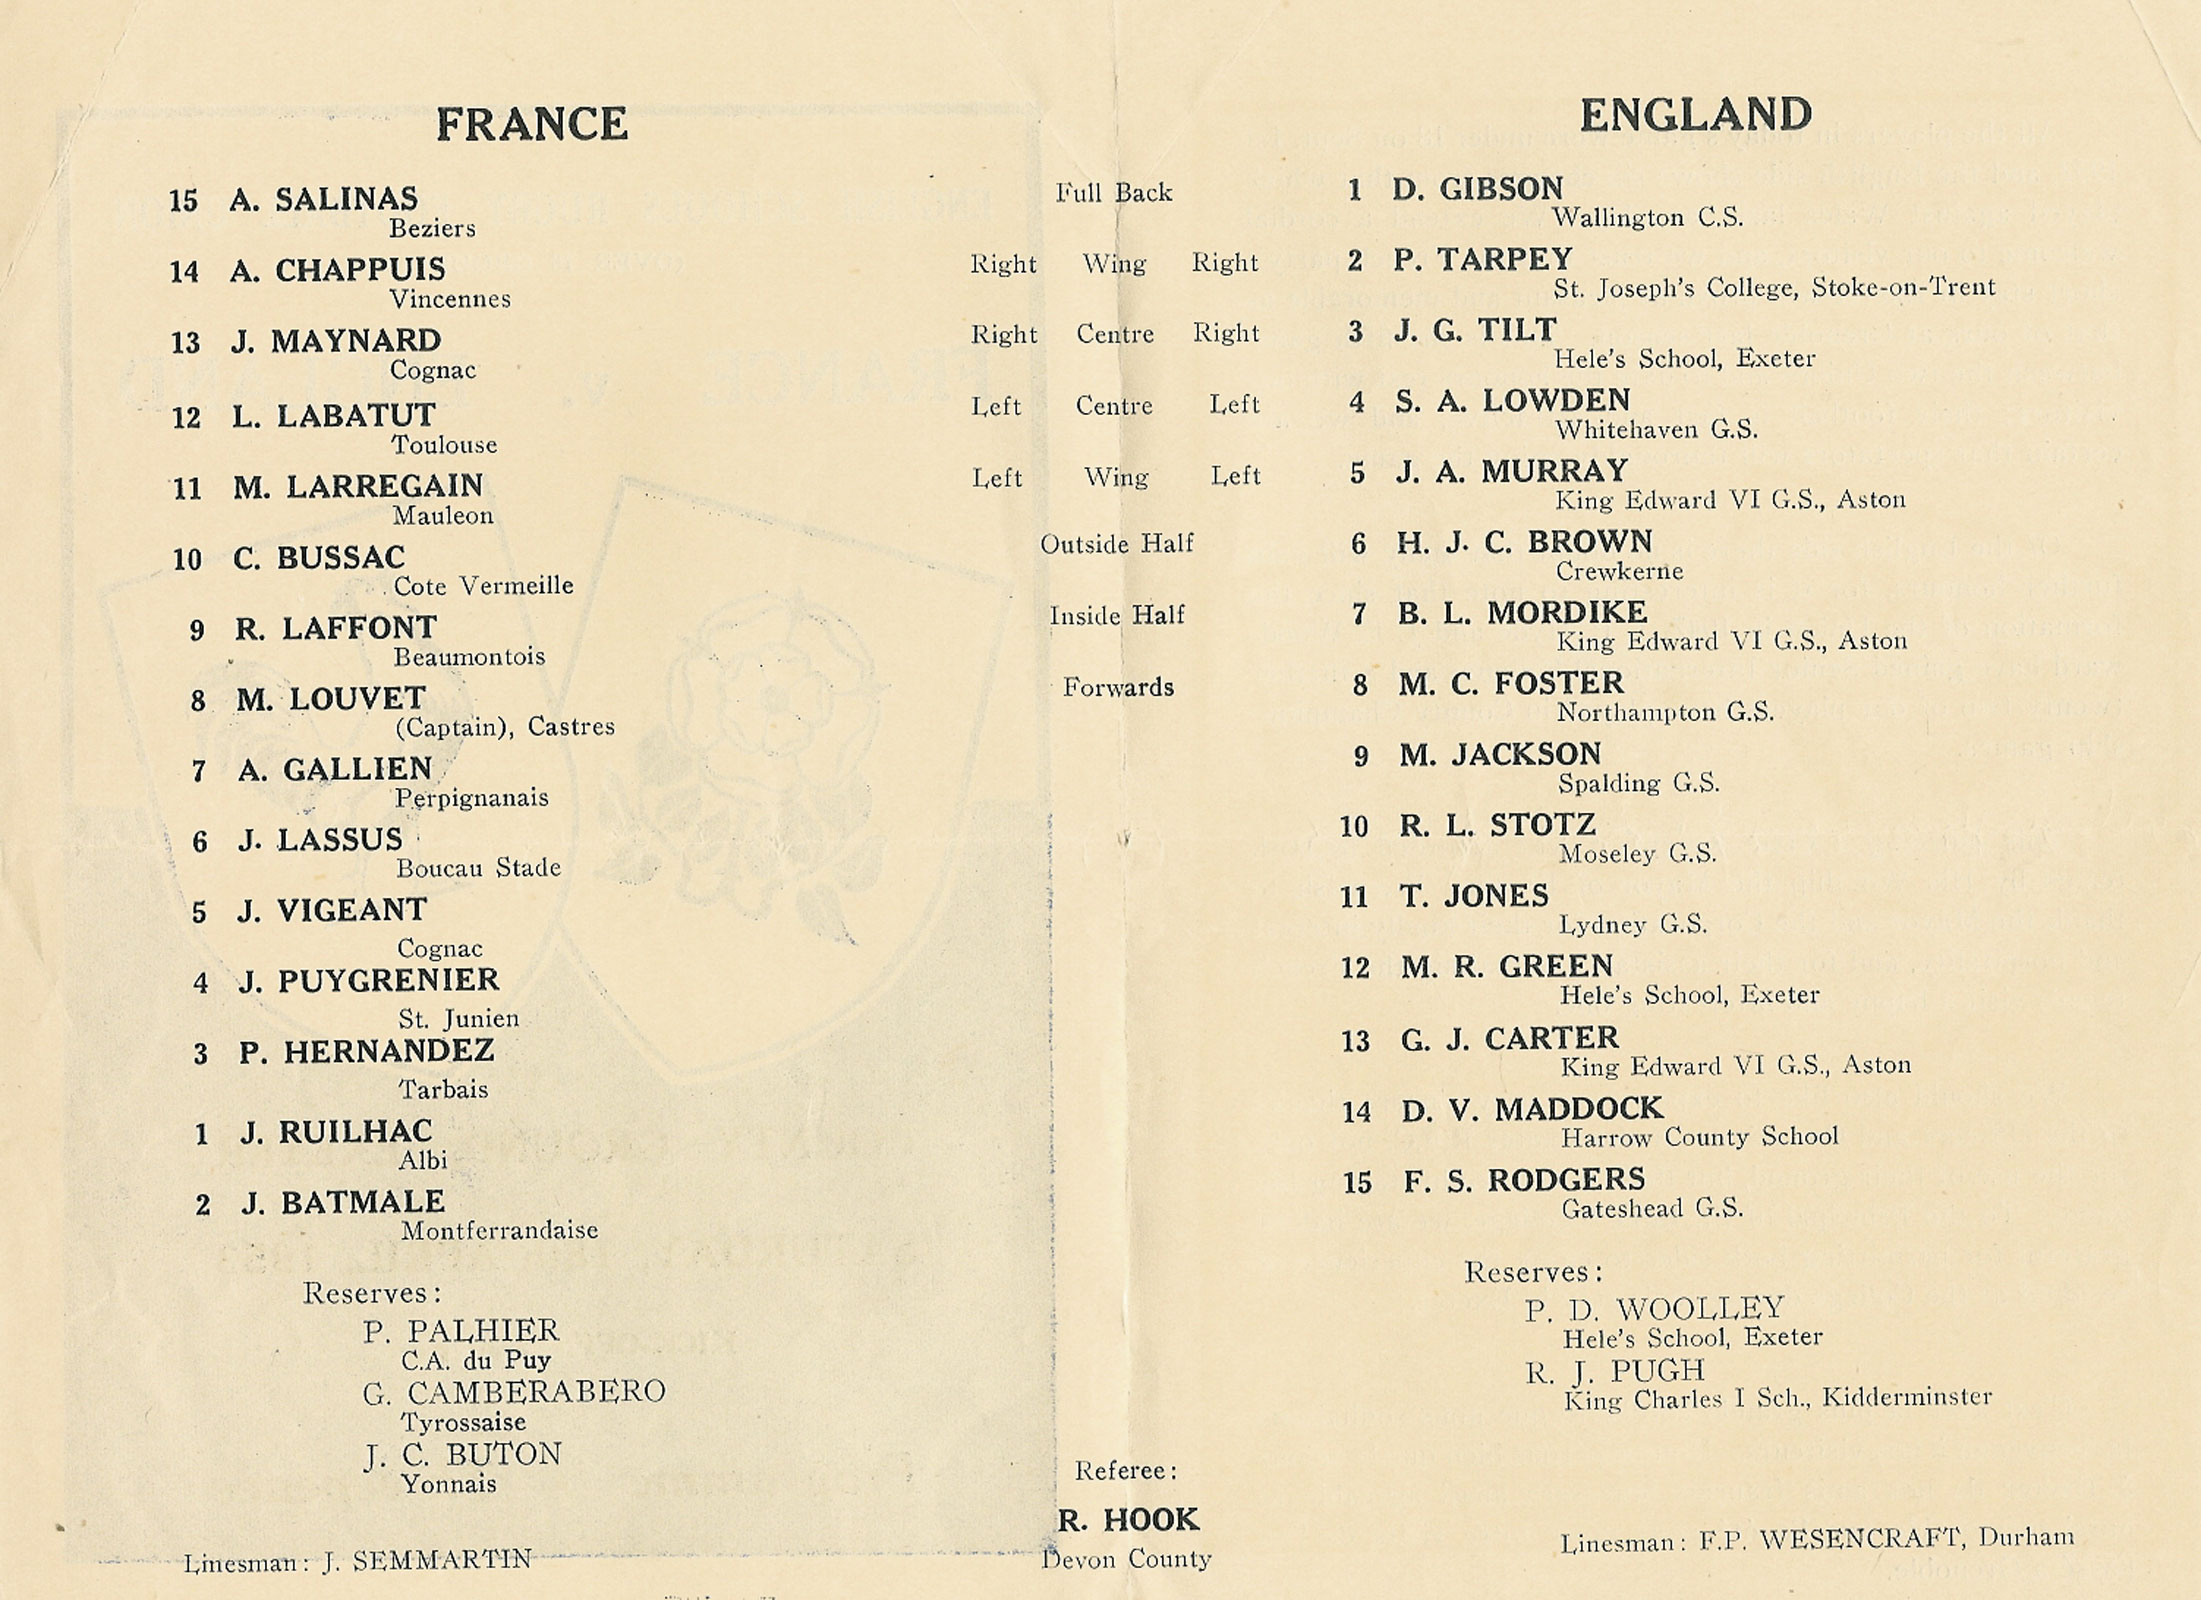 FRANCE
15 A. SALINAS
Beziers
14 A. CHAPPUIS
Vincennes
13 J. MAYNARD
Cognac
12 L. LABATUT
Toulouse
11 M. LARREGAIN
Mauleon
10 C. BUSSAC
Cote Vermeille
9 R. LAFFONT
Beaumontois
8 M. LOUVET
(Captain), Castres
7 A. GALLIEN
Perpignanais
6 J. LASSUS
Boucau Stade
5 J. VIGEANT
Cognac
4 J. PUYGRENIER
St. Junien
3 P. HERNANDEZ
Tarbais
1 J. RUILHAC
Albi
2 J. BATMALE
Montferrandaise
Reserves:
P. PALHIER
C.A. du Puy
G. CAMBERABERO
Tyrossaise
J. C. BUTON
Yonnais
Linesman: J. SEMMARTIN
Full Back
Right Wing Right
Right Centre Right
Left Centre Left
Left Wing Left
Outside Half
Inside Half
Forwards
Referee:
R. HOOK
Devon County
ENGLAND
1 D. GIBSON
Wallington C.S.
2 P. TARPEY
St. Joseph's College, Stoke-on-Trent
3 J. G. TILT
Hele's School, Exeter
4 S. A. LOWDEN
Whitehaven G.S.
5 J. A. MURRAY
King Edward VI G.S., Aston
6 H. J. C. BROWN
Crewkerne
7 B. L. MORDIKE
King Edward VI G.S., Aston
8 M. C. FOSTER
Northampton G.S.
9 M. JACKSON
Spalding G.S.
10 R. L. STOTZ
Moseley G.S.
11 T. JONES
Lydney G.S.
12 M. R. GREEN
Hele's School, Exeter
13 G. J. CARTER
King Edward VI G.S., Aston
14 D. V. MADDOCK
Harrow County School
15 F. S. RODGERS
Gateshead G.S.
Reserves:
P. D. WOOLLEY
Hele's School, Exeter
R. J. PUGH
King Charles I Sch., Kidderminster
Linesman: F.P. WESENCRAFT, Durham